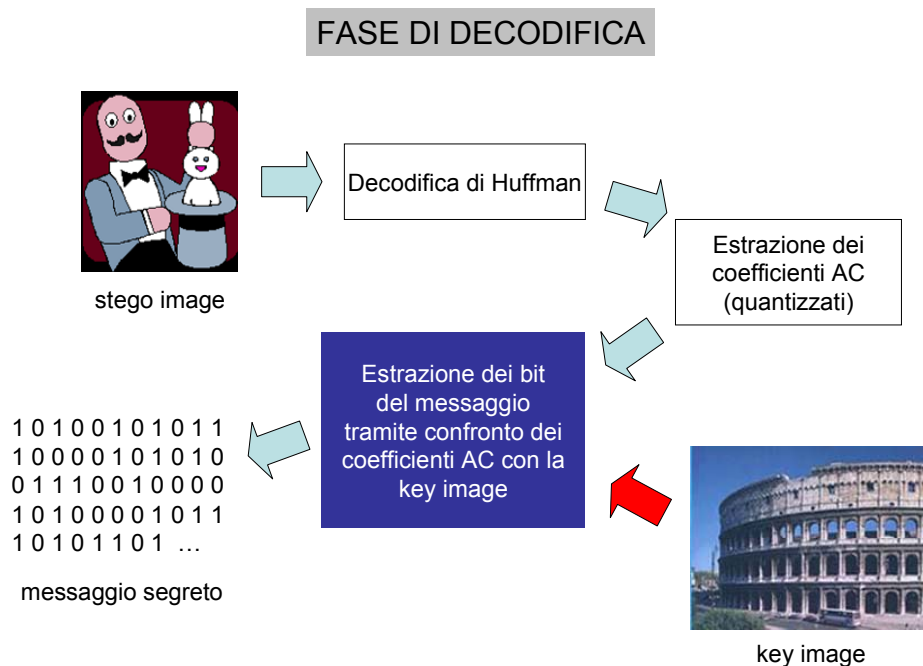 FASE DI DECODIFICA
stego image
Decodifica di Huffman
Estrazione dei
coefficienti AC
(quantizzati)
Estrazione dei bit
del messaggio
tramite confronto dei
coefficienti AC con la
key image
1 0 1 0 0 1 0 1 0 1 1
1 0 0 0 0 1 0 1 0 1 0
0 1 1 1 0 0 1 0 0 0 0
1 0 1 0 0 0 0 1 0 1 1
1 0 1 0 1 1 0 1 ...
messaggio segreto
key image